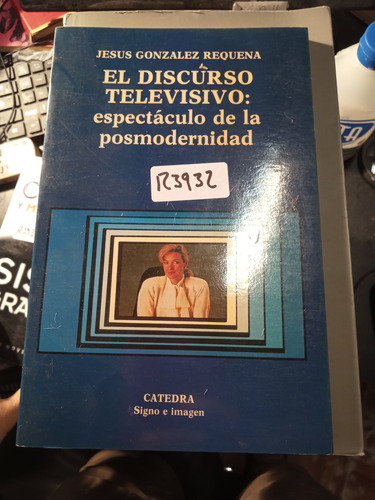 JESUS GONZALEZ REQUENA
EL DISCURSO
TELEVISIVO:
espectáculo de la
posmodernidad
R3932
CATEDRA
Signo e imagen